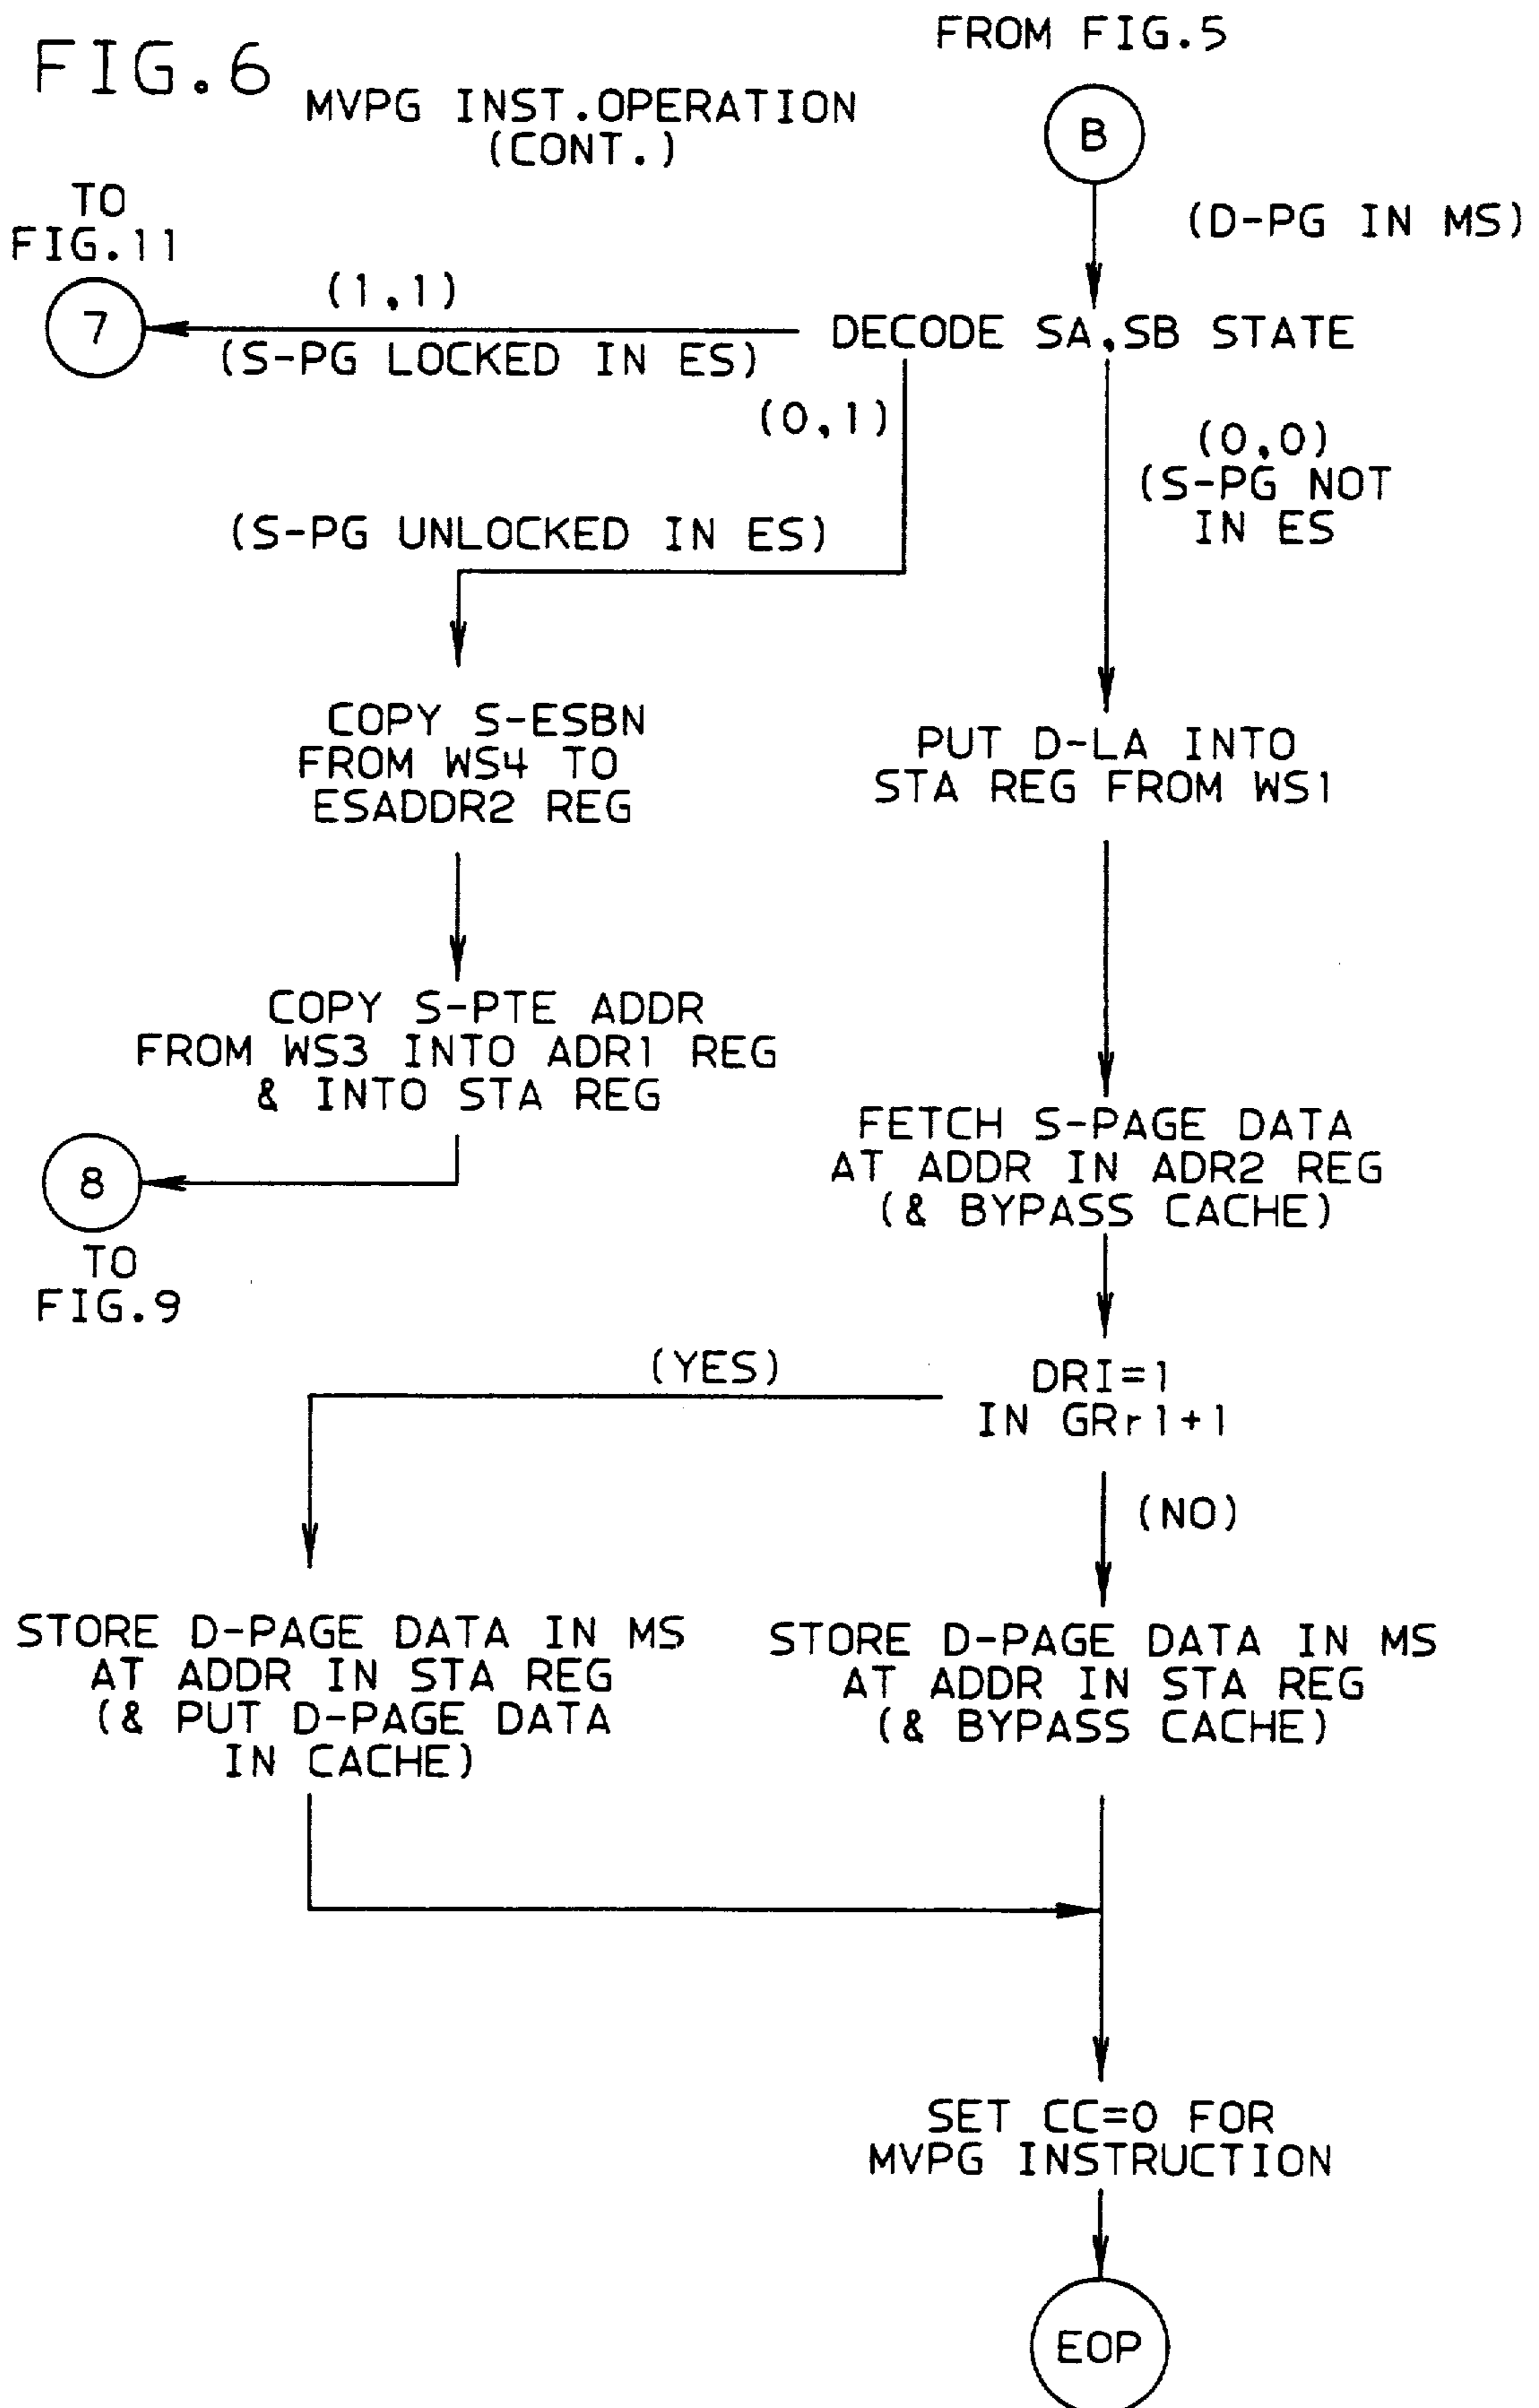 FIG.6
MVPG INST.OPERATION
(CONT.)
FROM FIG.5
B
(D-PG IN MS)
TO
FIG.11
7
(1,1)
(S-PG LOCKED IN ES)
DECODE SA,SB STATE
(0,1)
(S-PG UNLOCKED IN ES)
(0,0)
(S-PG NOT
IN ES
COPY S-ESBN
FROM WS4 TO
ESADDR2 REG
PUT D-LA INTO
STA REG FROM WS1
COPY S-PTE ADDR
FROM WS3 INTO ADR1 REG
& INTO STA REG
8
TO
FIG.9
FETCH S-PAGE DATA
AT ADDR IN ADR2 REG
(& BYPASS CACHE)
(YES)
DRI=1
IN GRr1+1
(NO)
STORE D-PAGE DATA IN MS
AT ADDR IN STA REG
(& PUT D-PAGE DATA
IN CACHE)
STORE D-PAGE DATA IN MS
AT ADDR IN STA REG
(& BYPASS CACHE)
SET CC=0 FOR
MVPG INSTRUCTION
EOP